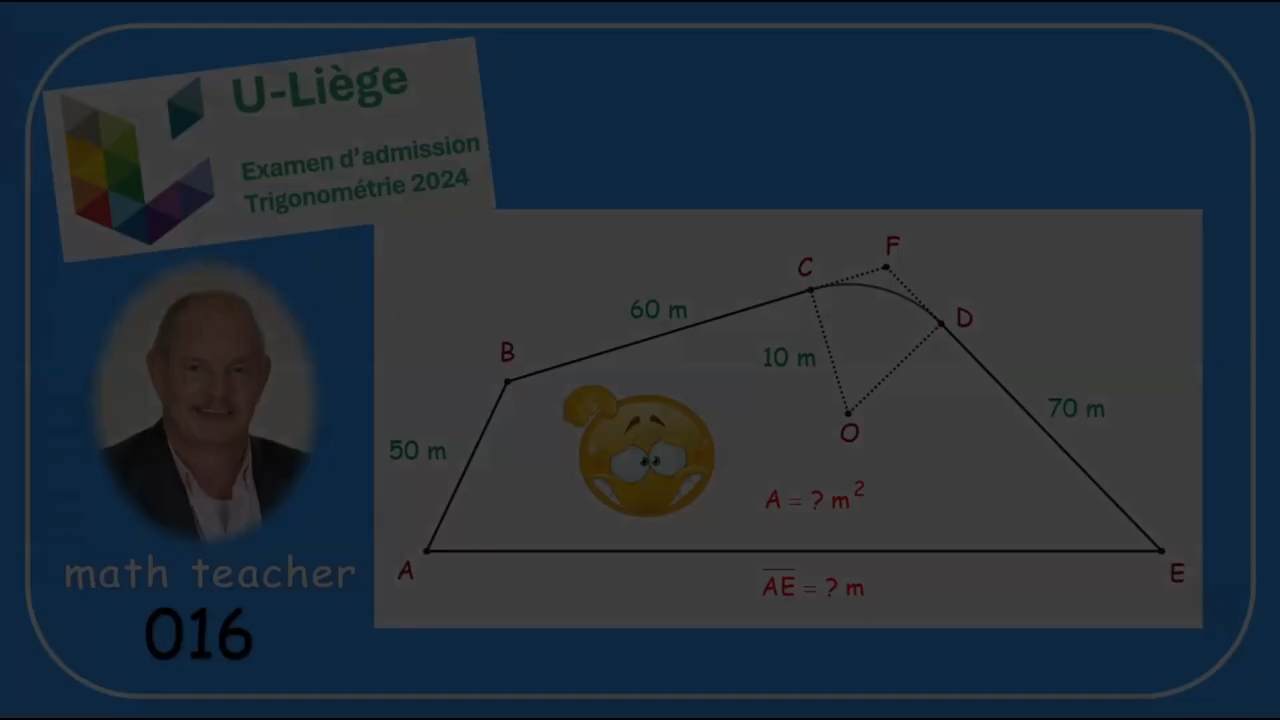 U-Liège
Examen d'admission
Trigonométrie 2024
F
C
60 m
D
B
10 m
70 m
50 m
O
A = ? m²
A
E
AE = ? m
math teacher
016